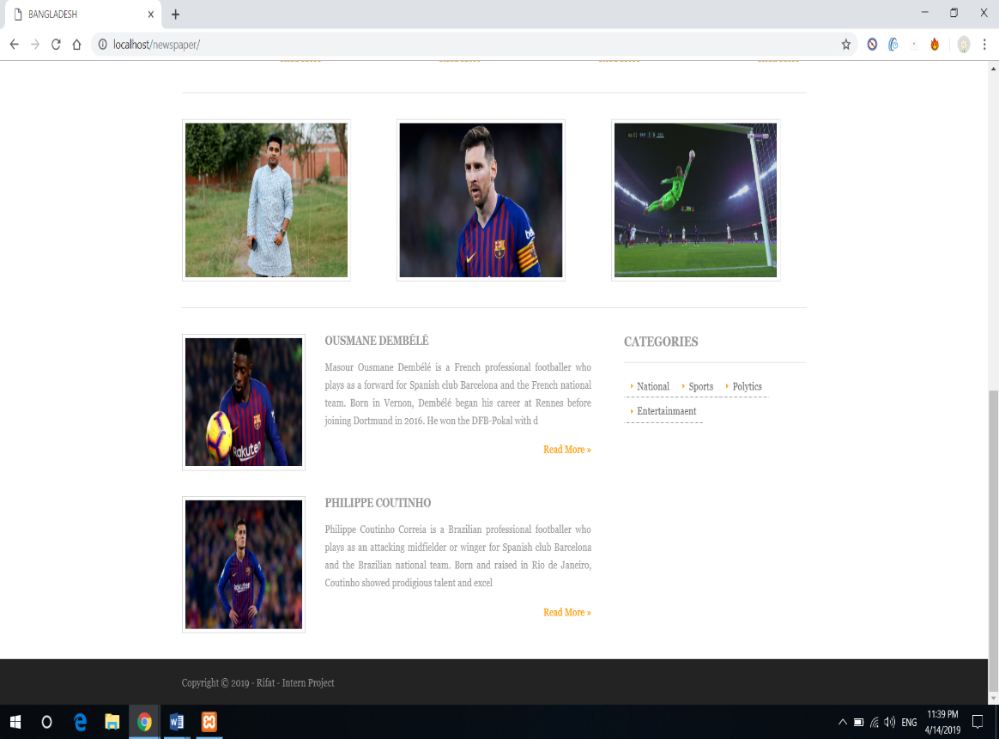 BANGLADESH
localhost/newspaper/
OUSMANE DEMBÉLÉ
Masour Ousmane Dembélé is a French professional footballer who
plays as a forward for Spanish club Barcelona and the French national
team. Born in Vernon, Dembélé began his career at Rennes before
joining Dortmund in 2016. He won the DFB-Pokal with d
Read More »
PHILIPPE COUTINHO
Philippe Coutinho Correia is a Brazilian professional footballer who
plays as an attacking midfielder or winger for Spanish club Barcelona
and the Brazilian national team. Born and raised in Rio de Janeiro,
Coutinho showed prodigious talent and excel
Read More »
CATEGORIES
National Sports Polytics
Entertainmaent
Rakuten
Rakuten
Copyright © 2019 - Rifat - Intern Project
ENG
11:39 PM
4/14/2019